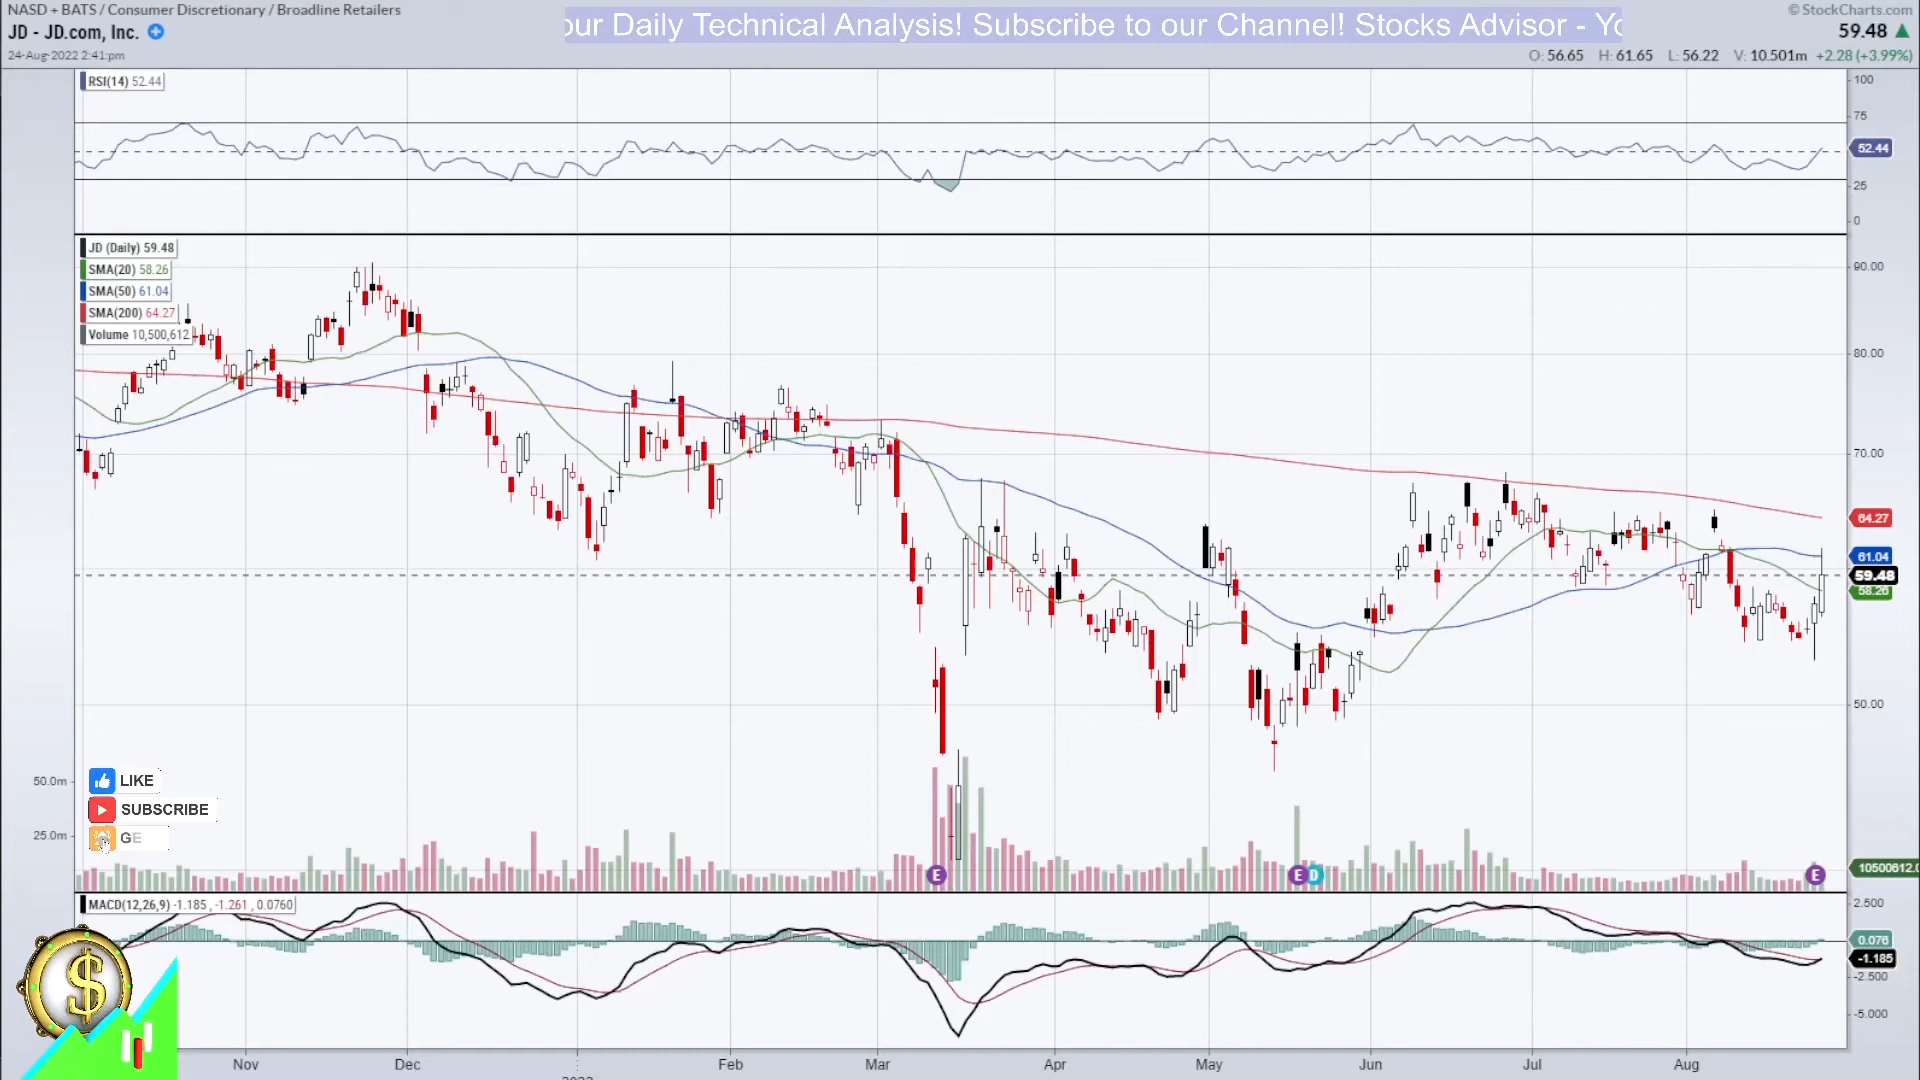 NASD + BATS / Consumer Discretionary / Broadline Retailers
© StockCharts.com
our Daily Technical Analysis! Subscribe to our Channel! Stocks Advisor - Yo
JD - JD.com, Inc.
59.48
24-Aug-2022 2:41:pm
O: 56.65 H: 61.65 L: 56.22 V: 10.501m +2.28 (+3.99%)
RSI(14) 52.44
100
75
52.44
25
0
JD (Daily) 59.48
SMA(20) 58.26
SMA(50) 61.04
SMA(200) 64.27
Volume 10,500,612
90.00
80.00
70.00
64.27
61.04
59.48
58.26
50.00
50.0m
25.0m
LIKE
SUBSCRIBE
GE
E
E
D
E
10500612.0
MACD(12,26,9) -1.185, -1.261, 0.0760
2.500
0.076
-1.185
-2.500
-5.000
$
Nov Dec Feb Mar Apr May Jun Jul Aug